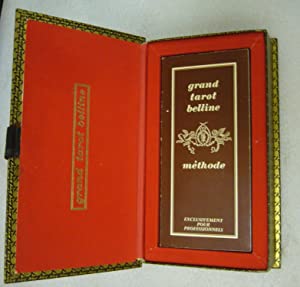 grand tarot belline
grand
tarot
belline
méthode
EXCLUSIVEMENT
POUR
PROFESSIONNELS